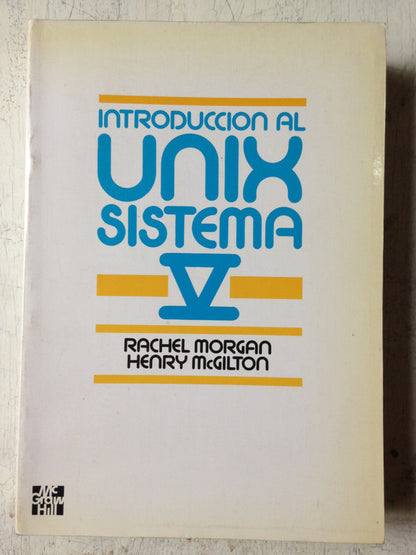 INTRODUCCION AL
UNIX
SISTEMA
V
RACHEL MORGAN
HENRY McGILTON
Mc
Graw
Hill